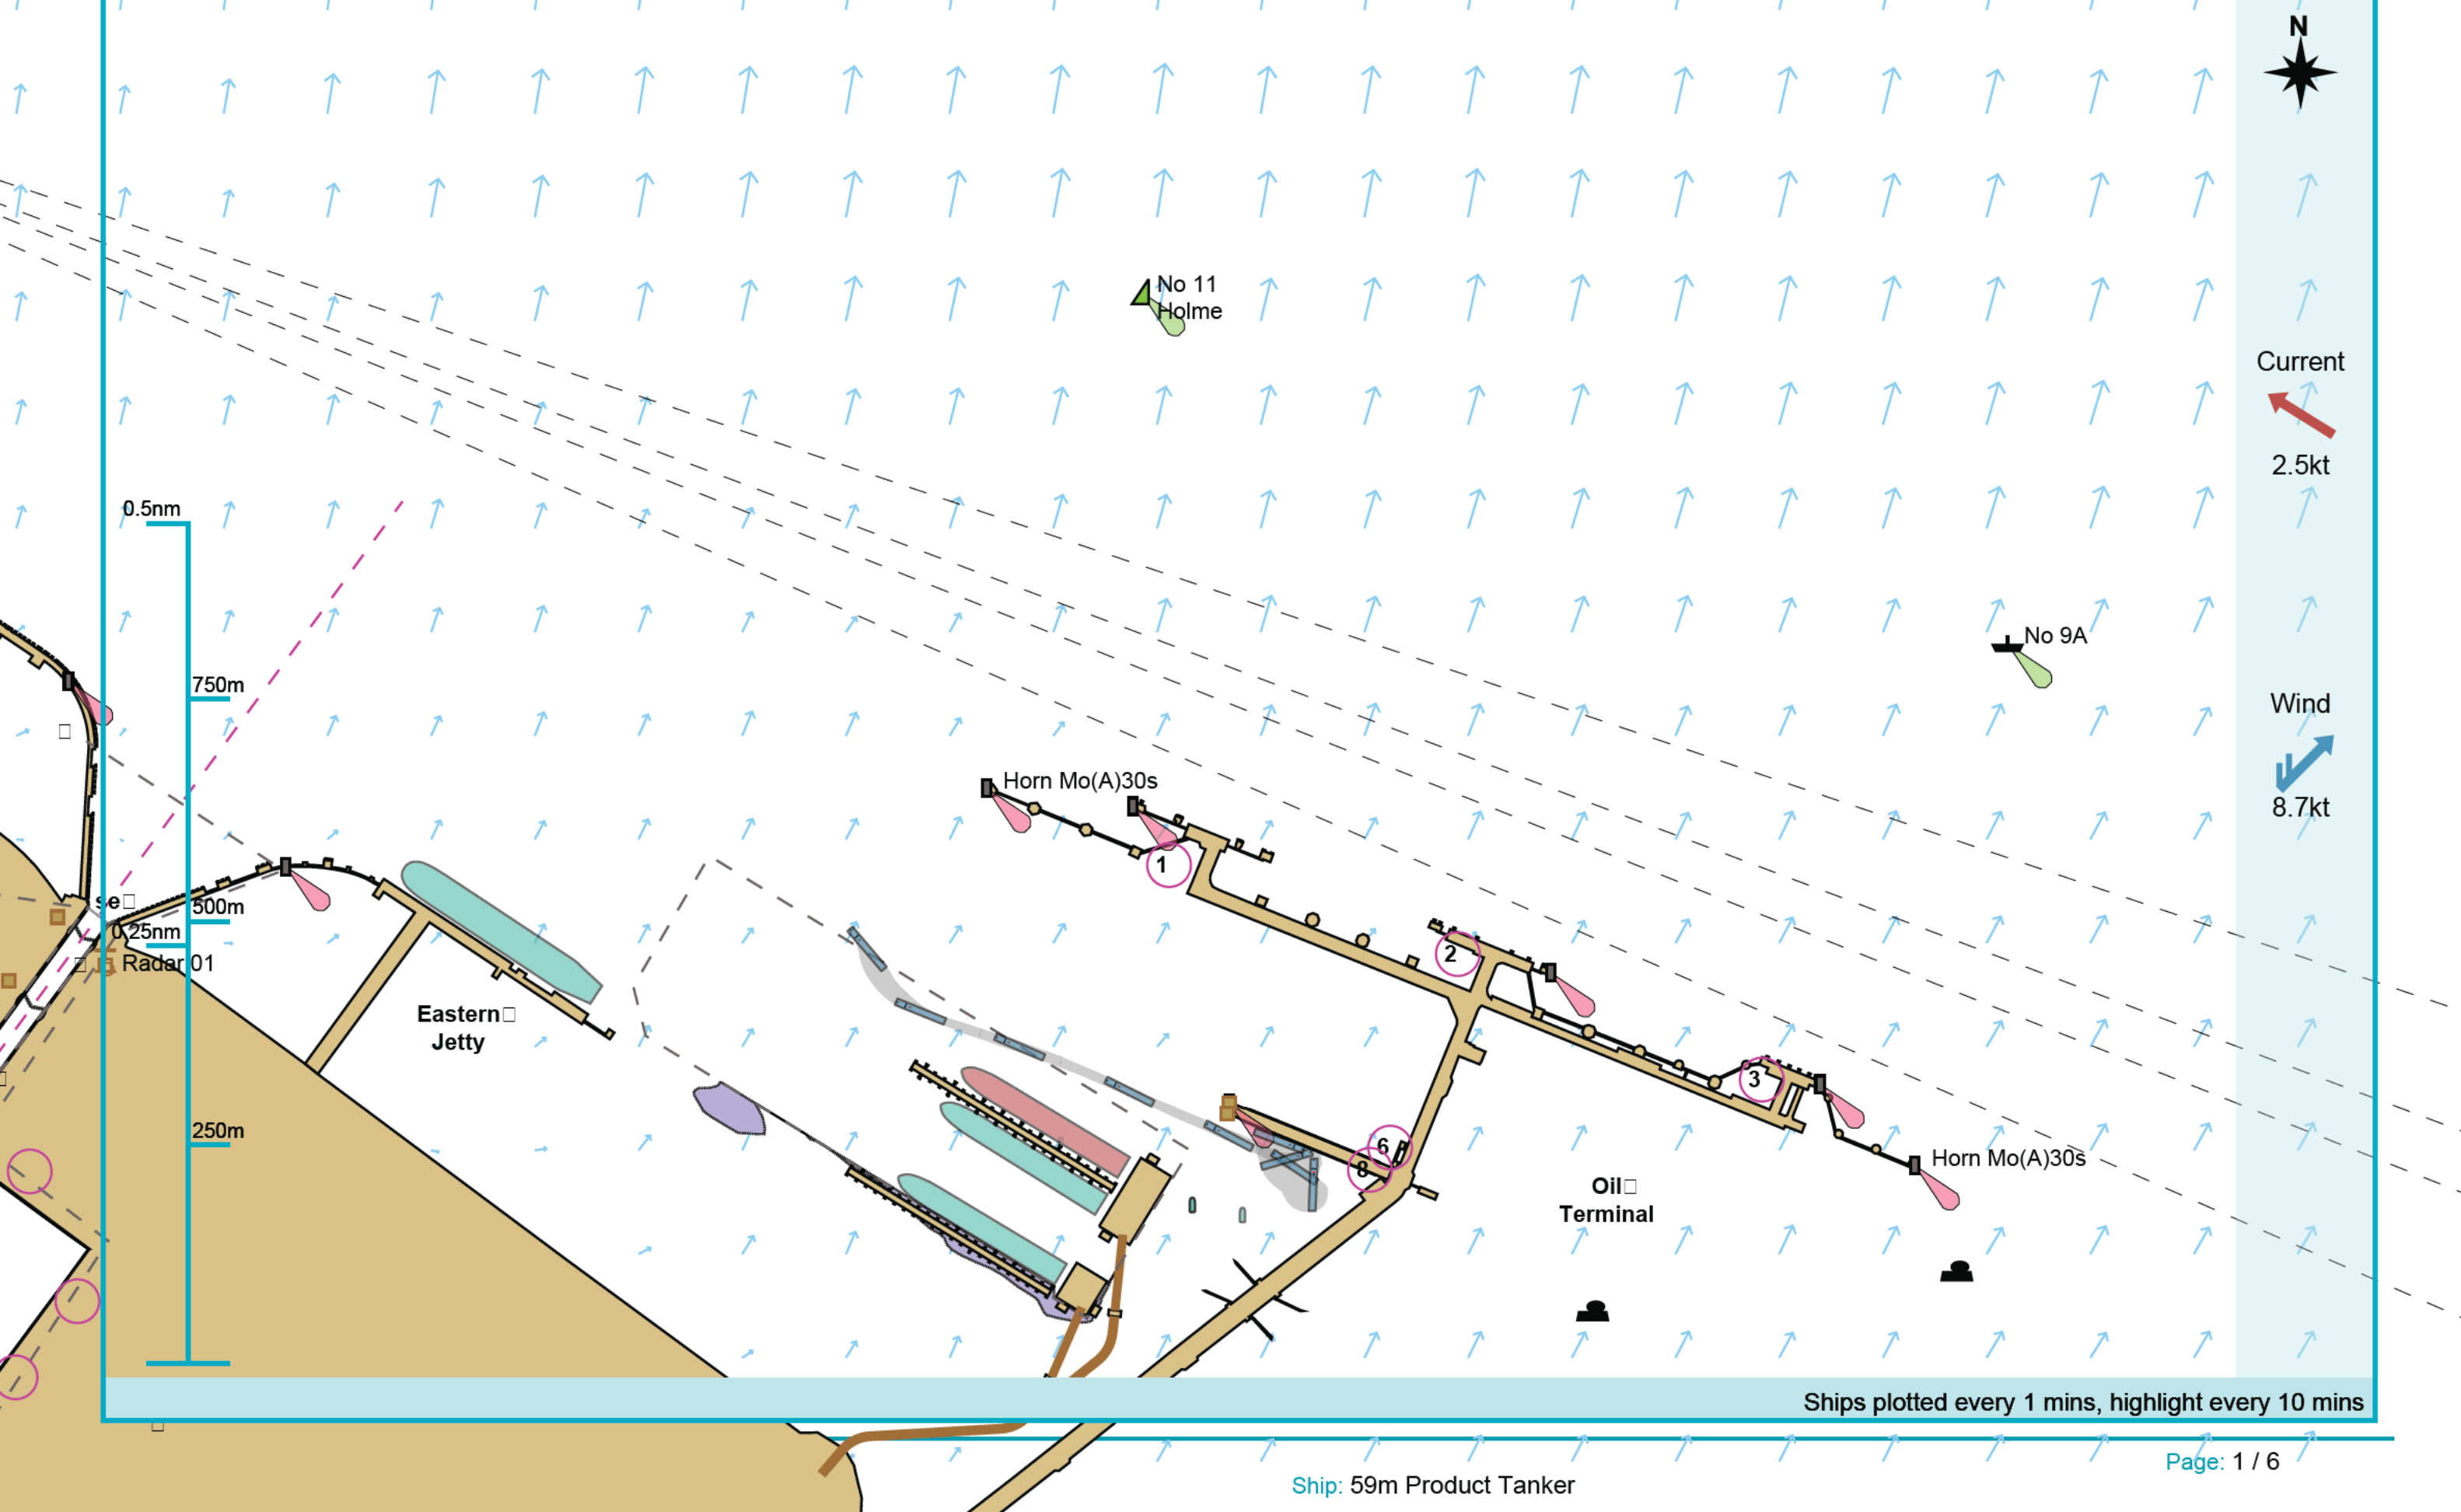 N
No 11
Holme
Current
2.5kt
0.5nm
No 9A
750m
Wind
8.7kt
Horn Mo(A)30s
1
se
500m
0.25nm
Radar 01
2
Eastern
Jetty
3
250m
6
8
Horn Mo(A)30s
Oil
Terminal
Ships plotted every 1 mins, highlight every 10 mins
Page: 1 / 6
Ship: 59m Product Tanker